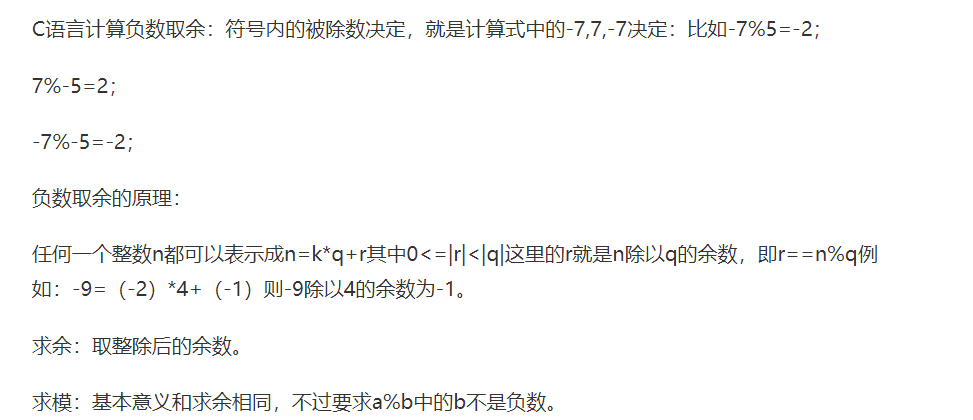 C语言计算负数取余：符号内的被除数决定，就是计算式中的-7,7,-7决定：比如-7%5=-2；
7%-5=2；
-7%-5=-2；
负数取余的原理：
任何一个整数n都可以表示成n=k*q+r其中0<=|r|<|q|这里的r就是n除以q的余数，即r==n%q例
如：-9=（-2）*4+（-1）则-9除以4的余数为-1。
求余：取整除后的余数。
求模：基本意义和求余相同，不过要求a%b中的b不是负数。